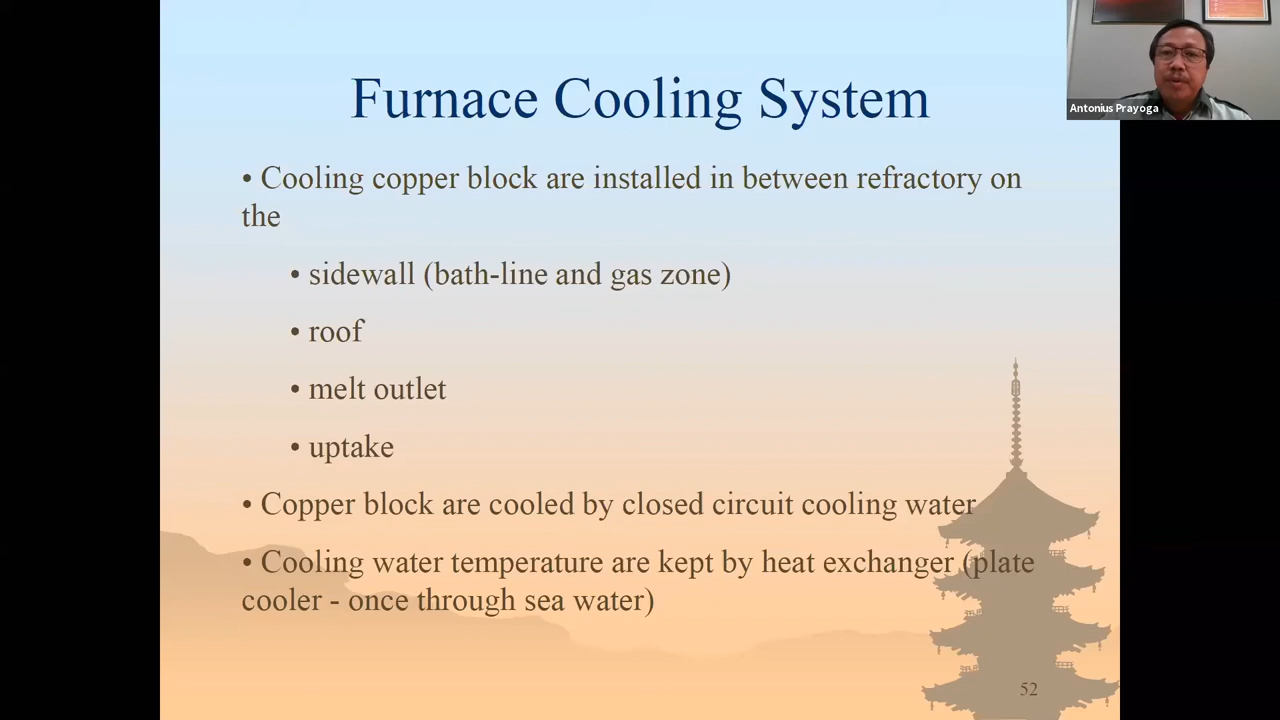 Furnace Cooling System
Antonius Prayoga
• Cooling copper block are installed in between refractory on
the
• sidewall (bath-line and gas zone)
• roof
• melt outlet
• uptake
• Copper block are cooled by closed circuit cooling water
• Cooling water temperature are kept by heat exchanger (plate
cooler - once through sea water)
52